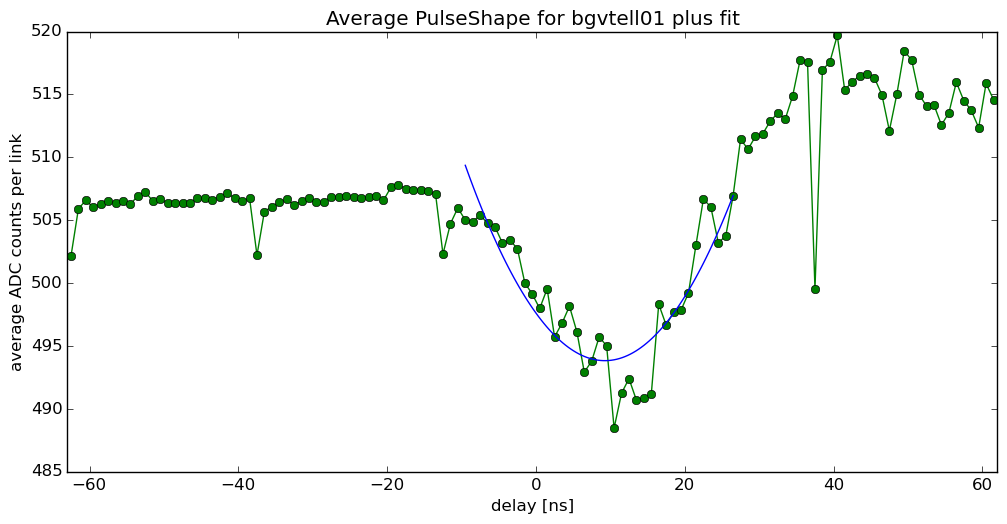 Average PulseShape for bgvtell01 plus fit
average ADC counts per link
520
515
510
505
500
495
490
485
−60 −40 −20 0 20 40 60
delay [ns]